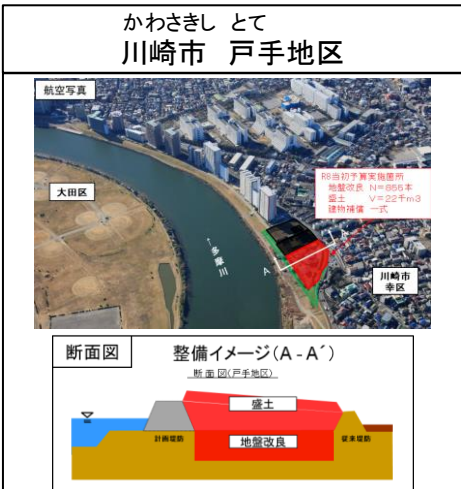 かわさきし とて
川崎市 戸手地区
航空写真
大田区
R8当初予算実施箇所
地盤改良 N=866本
盛土 V=22千m3
建物補償 一式
←多摩川
A
A´
川崎市
幸区
断面図
整備イメージ(A-A´)
断面図(戸手地区)
盛土
計画堤防
地盤改良
従来堤防